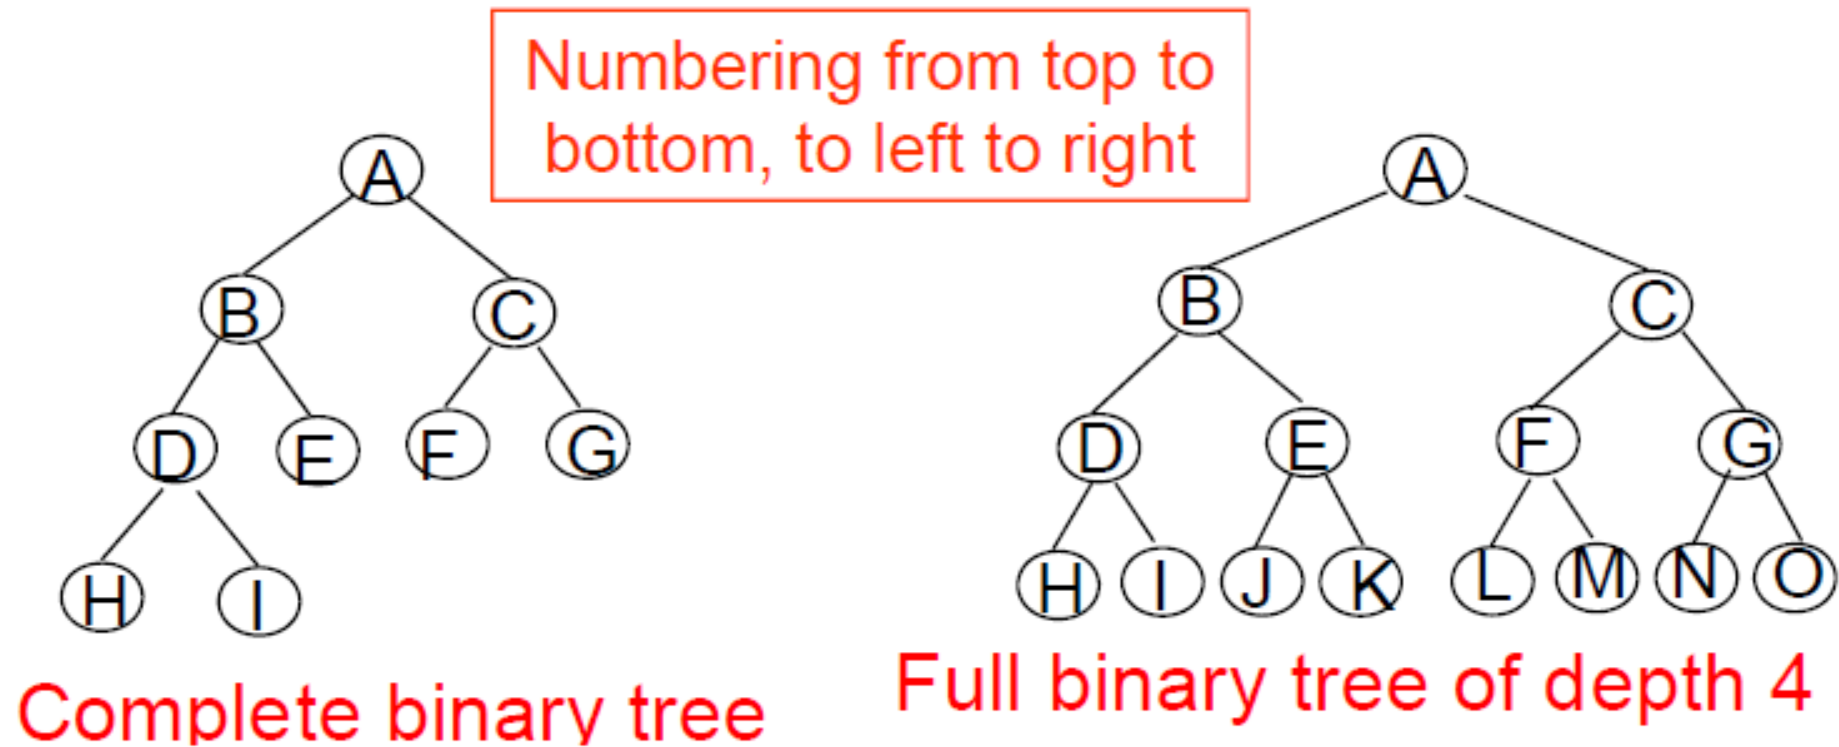 Numbering from top to
bottom, to left to right
A
B C
D E F G
H I
Complete binary tree
A
B C
D E F G
H I J K L M N O
Full binary tree of depth 4